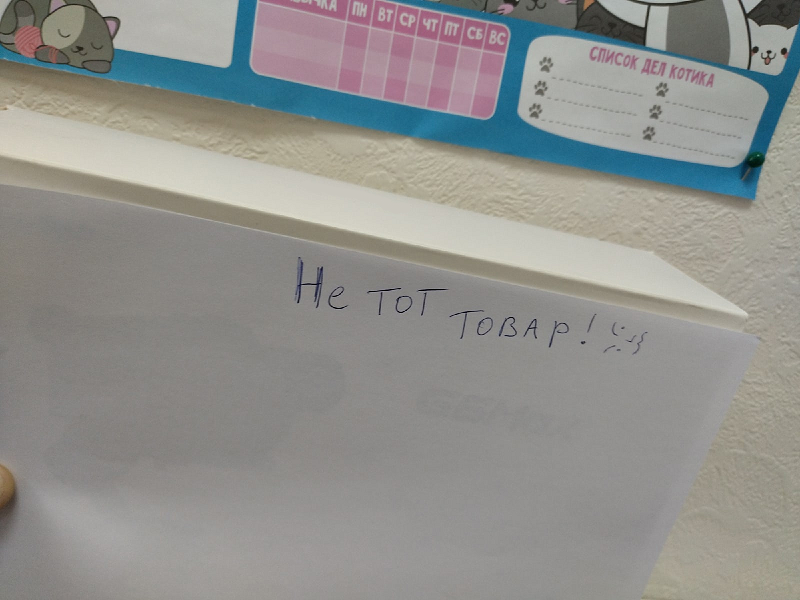 ПН ВТ СР ЧТ ПТ СБ ВС
СПИСОК ДЕЛ КОТИКА
Не тот
товар!